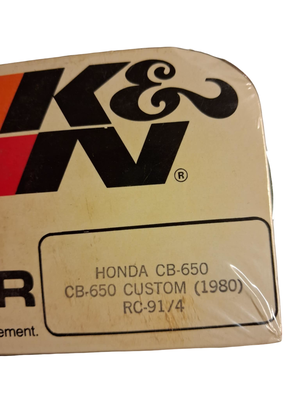 K&N®
R
HONDA CB-650
CB-650 CUSTOM (1980)
RC-91/4
ement.